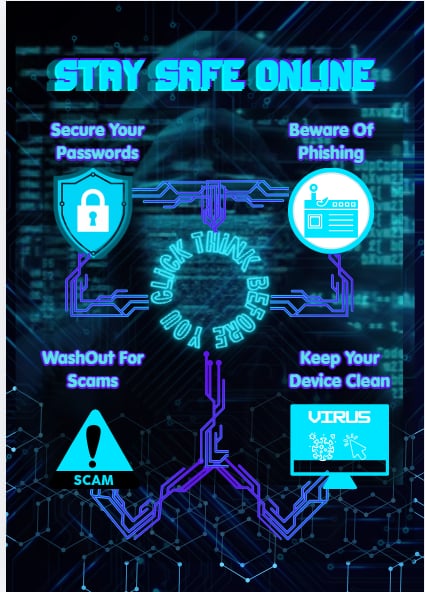 STAY SAFE ONLINE
Secure Your
Passwords
Beware Of
Phishing
CLICK THINK BEFORE YOU
WashOut For
Scams
Keep Your
Device Clean
SCAM
VIRUS